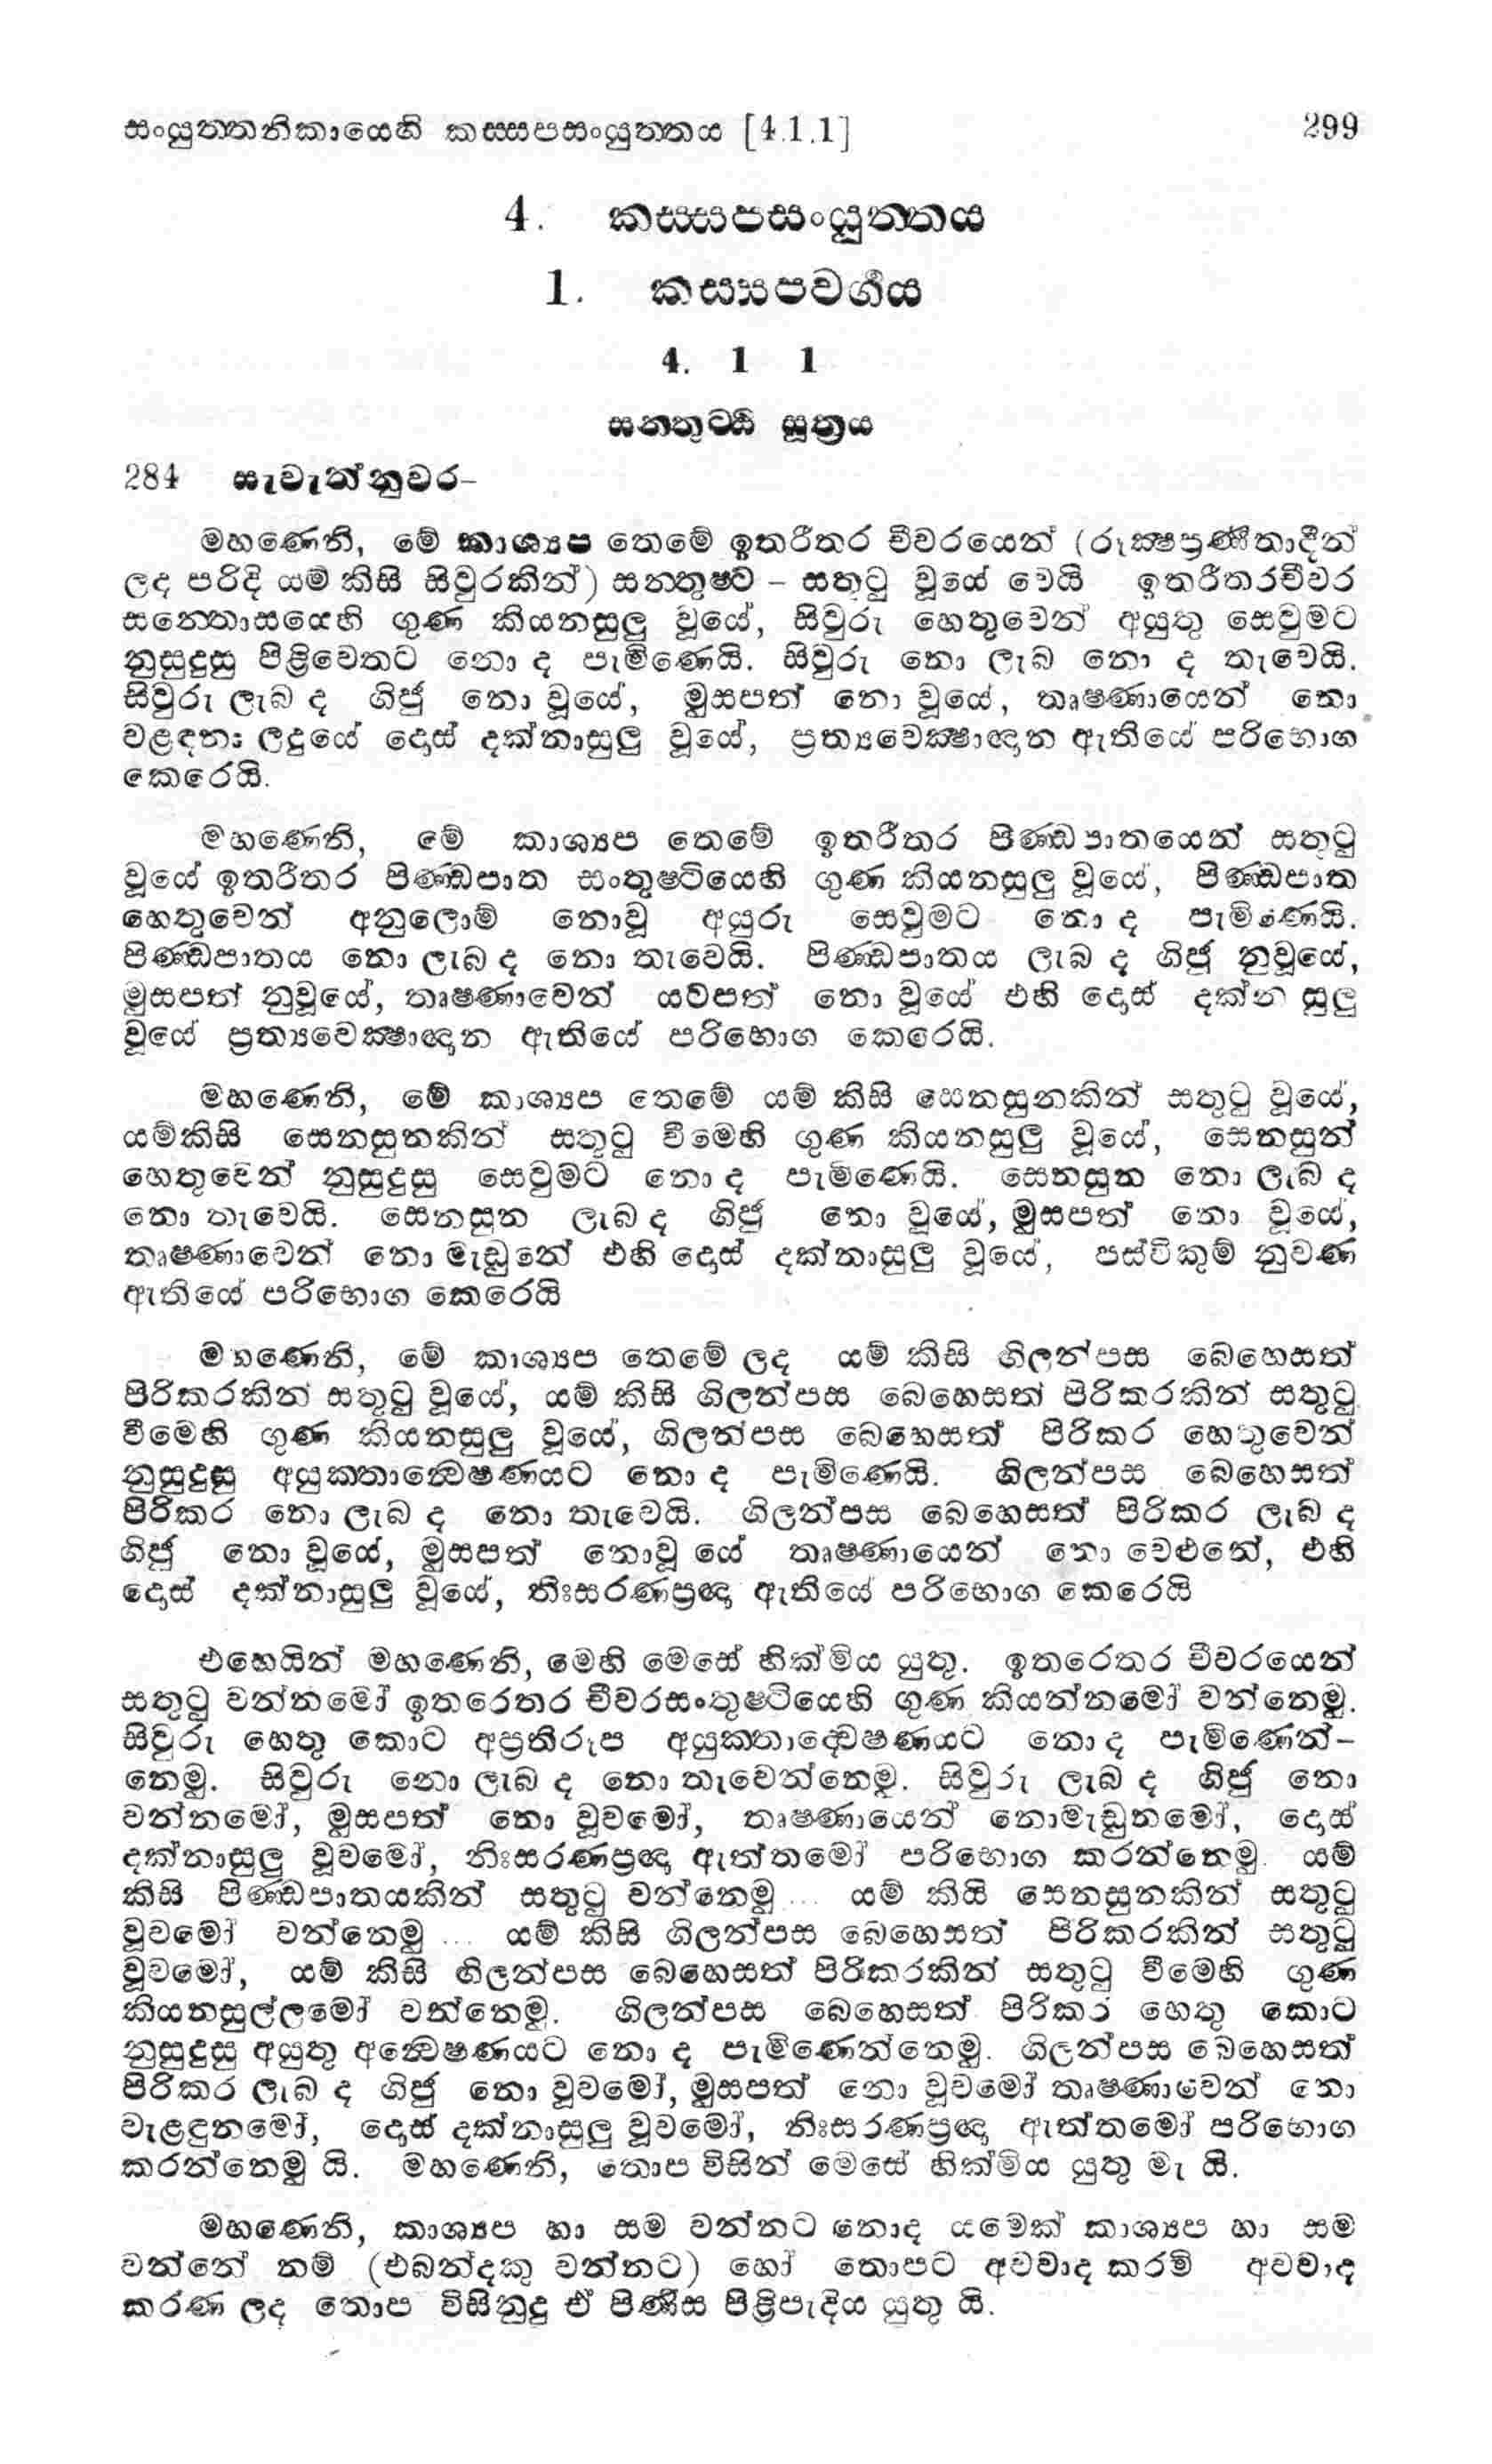 සංයුත්තනිකායෙහි කස්සපසංයුත්තය [4.1.1] 299
4. කස්සපසංයුත්තය
1. කස්සපවර්ගය
4. 1 1
සන්තුට්ඨි සූත්‍රය
284 සැවැත්නුවර–
මහණෙනි, මේ කාශ්‍යප තෙමේ ඉතරීතර චීවරයෙන් (රූක්ෂප්‍රණීතාදීන්
ලද පරිදි යම් කිසි සිවුරකින්) සන්තුෂ්ට – සතුටු වූයේ වෙයි ඉතරීතරචීවර
සන්තොසයෙහි ගුණ කියනසුලු වූයේ, සිවුරු හෙතුවෙන් අයුතු සෙවුමට
නුසුදුසු පිළිවෙතට නො ද පැමිණෙයි. සිවුරු නො ලැබ නො ද තැවෙයි.
සිවුරු ලැබ ද ගිජු නො වූයේ, මුසපත් නො වූයේ, තෘෂ්ණායෙන් නො
වළඳනා ලදුයේ දොස් දක්නාසුලු වූයේ, ප්‍රත්‍යවෙක්ෂාඥාන ඇතියේ පරිභොග
කෙරෙයි.
මහණෙනි, මේ කාශ්‍යප තෙමේ ඉතරීතර පිණ්ඩපාතයෙන් සතුටු
වූයේ ඉතරීතර පිණ්ඩපාත සංතුෂ්ටියෙහි ගුණ කියනසුලු වූයේ, පිණ්ඩපාත
හෙතුවෙන් අනුලොම් නොවූ අයුරු සෙවුමට නො ද පැමිණෙයි.
පිණ්ඩපාතය නො ලැබ ද නො තැවෙයි. පිණ්ඩපාතය ලැබ ද ගිජු නුවූයේ,
මුසපත් නුවූයේ, තෘෂ්ණාවෙන් යටපත් නො වූයේ එහි දොස් දක්න සුලු
වූයේ ප්‍රත්‍යවෙක්ෂාඥාන ඇතියේ පරිභොග කෙරෙයි.
මහණෙනි, මේ කාශ්‍යප තෙමේ යම් කිසි සෙනසුනකින් සතුටු වූයේ,
යම්කිසි සෙනසුනකින් සතුටු වීමෙහි ගුණ කියනසුලු වූයේ, සෙනසුන්
හෙතුවෙන් නුසුදුසු සෙවුමට නො ද පැමිණෙයි. සෙනසුන නො ලැබ ද
නො තැවෙයි. සෙනසුන ලැබ ද ගිජු නො වූයේ, මුසපත් නො වූයේ,
තෘෂ්ණාවෙන් නො මැඩුනේ එහි දොස් දක්නාසුලු වූයේ, පස්විකුම් නුවණ
ඇතියේ පරිභොග කෙරෙයි
මහණෙනි, මේ කාශ්‍යප තෙමේ ලද යම් කිසි ගිලන්පස බෙහෙසත්
පිරිකරකින් සතුටු වූයේ, යම් කිසි ගිලන්පස බෙහෙසත් පිරිකරකින් සතුටු
වීමෙහි ගුණ කියනසුලු වූයේ, ගිලන්පස බෙහෙසත් පිරිකර හෙතුවෙන්
නුසුදුසු අයුක්තාන්වෙෂණයට නො ද පැමිණෙයි. ගිලන්පස බෙහෙසත්
පිරිකර නො ලැබ ද නො තැවෙයි. ගිලන්පස බෙහෙසත් පිරිකර ලැබ ද
ගිජු නො වූයේ, මුසපත් නොවූ යේ තෘෂ්ණායෙන් නො වෙළුනේ, එහි
දොස් දක්නාසුලු වූයේ, නිඃසරණප්‍රඥා ඇතියේ පරිභොග කෙරෙයි
එහෙයින් මහණෙනි, මෙහි මෙසේ හික්මිය යුතු. ඉතරෙතර චීවරයෙන්
සතුටු වන්නමෝ ඉතරෙතර චීවරසංතුෂ්ටියෙහි ගුණ කියන්නමෝ වන්නෙමු.
සිවුරු හෙතු කොට අප්‍රතිරූප අයුක්තාන්වෙෂණයට නොද පැමිණෙන්–
නෙමු. සිවුරු නො ලැබ ද නො තැවෙන්නෙමු. සිවුරු ලැබ ද ගිජු නො
වන්නමෝ, මුසපත් නො වූවමෝ, තෘෂ්ණායෙන් නොමැඩුනමෝ, දොස්
දක්නාසුලු වූවමෝ, නිඃසරණප්‍රඥා ඇත්තමෝ පරිභොග කරන්නෙමු. යම්
කිසි පිණ්ඩපාතයකින් සතුටු වන්නෙමු ... යම් කිසි සෙනසුනකින් සතුටු
වූවමෝ වන්නෙමු ... යම් කිසි ගිලන්පස බෙහෙසත් පිරිකරකින් සතුටු
වූවමෝ, යම් කිසි ගිලන්පස බෙහෙසත් පිරිකරකින් සතුටු වීමෙහි ගුණ
කියනසුල්ලමෝ වන්නෙමු. ගිලන්පස බෙහෙසත් පිරිකර හෙතු කොට
නුසුදුසු අයුතු අන්වෙෂණයට නො ද පැමිණෙන්නෙමු. ගිලන්පස බෙහෙසත්
පිරිකර ලැබ ද ගිජු නො වූවමෝ, මුසපත් නො වූවමෝ තෘෂ්ණාවෙන් නො
වැළඳුනමෝ, දොස් දක්නාසුලු වූවමෝ, නිඃසරණප්‍රඥා ඇත්තමෝ පරිභොග
කරන්නෙමු යි. මහණෙනි, තොප විසින් මෙසේ හික්මිය යුතු මැ යි.
මහණෙනි, කාශ්‍යප හා සම වන්නට නොද යමෙක් කාශ්‍යප හා සම
වන්නේ නම් (එබන්දකු වන්නට) හෝ තොපට අවවාද කරමි අවවාද
කරණ ලද තොප විසිනුදු ඒ පිණිස පිළිපැදිය යුතු යි.